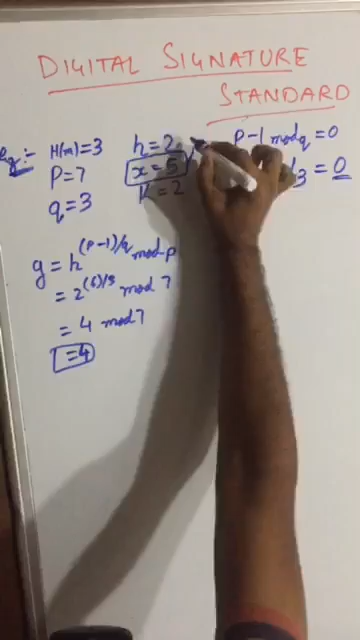 DIGITAL SIGNATURE
STANDARD
Eg:- H(m)=3 h=2 P-1 mod q = 0
P=7 x=5 3 = 0
q=3 K=2
g = h^(P-1)/q mod p
= 2^(6)/3 mod 7
= 4 mod 7
=4